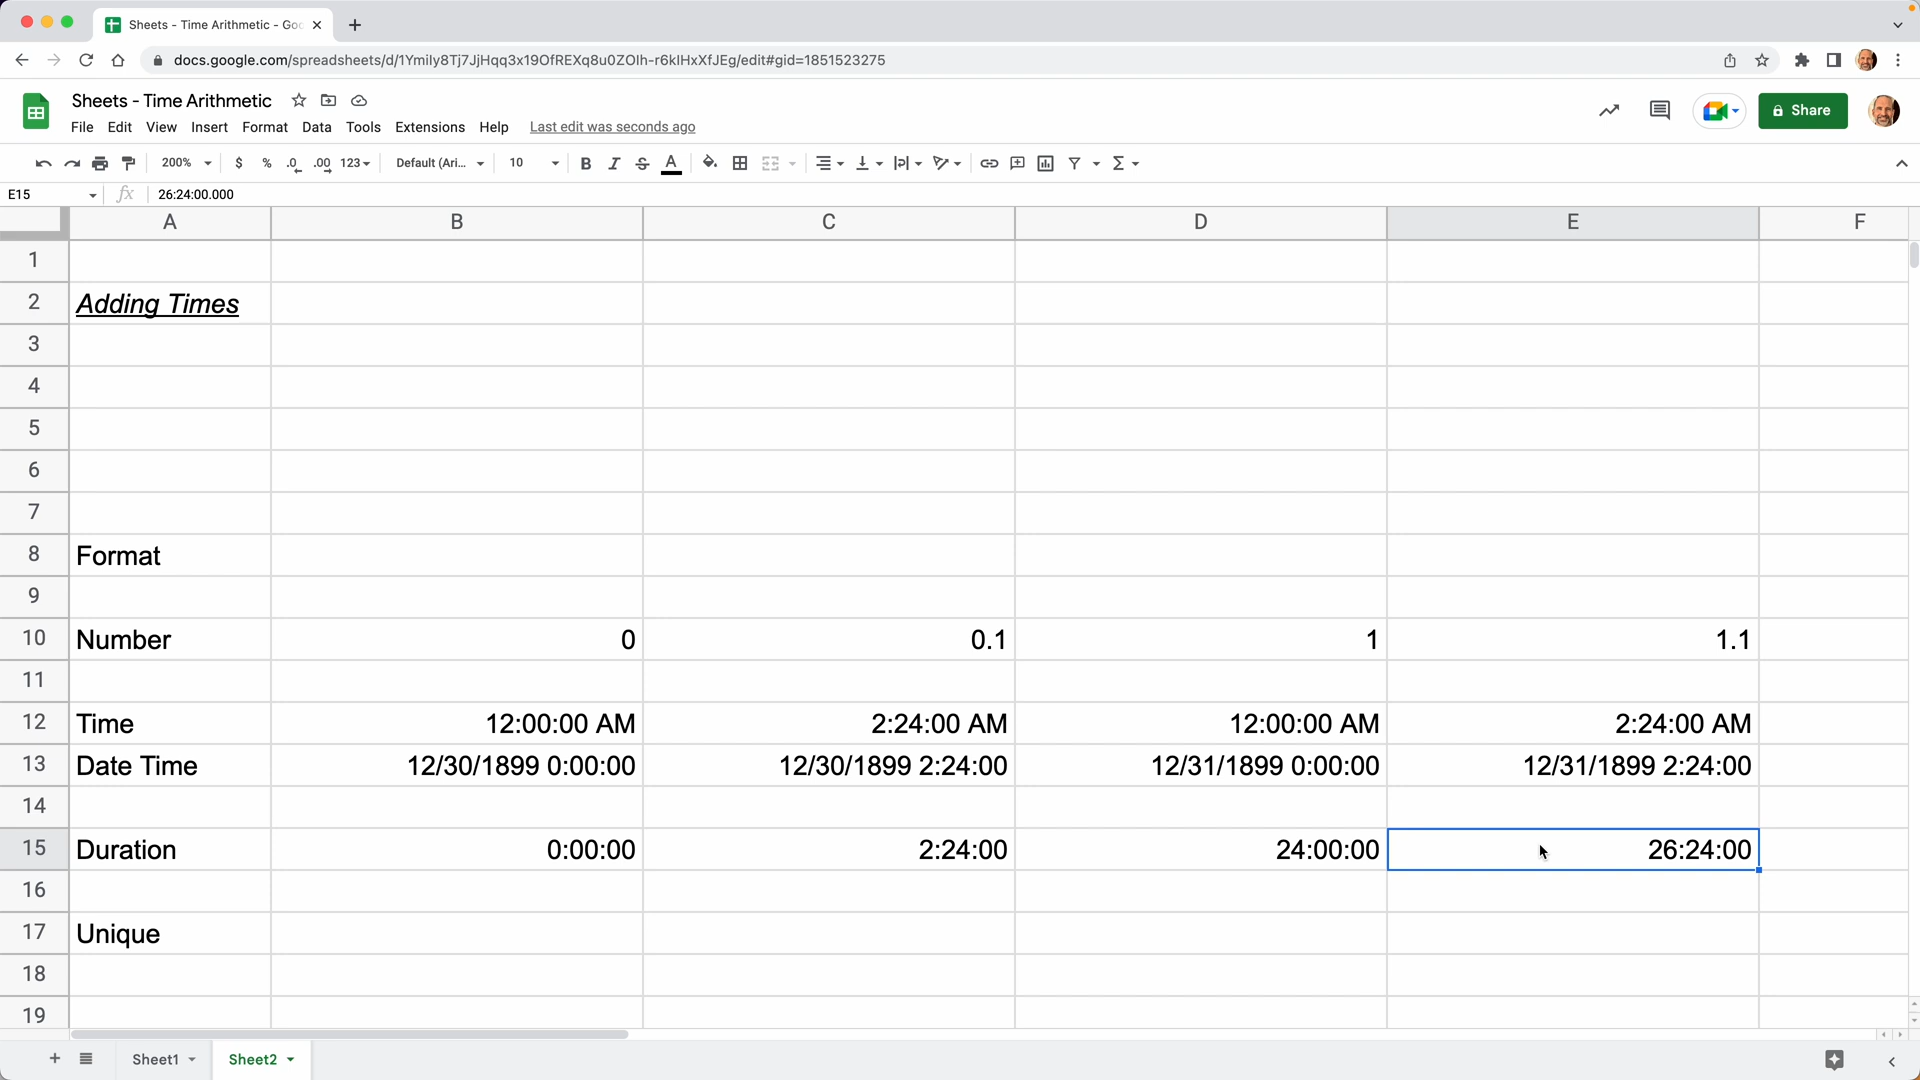 Sheets - Time Arithmetic - Goo
docs.google.com/spreadsheets/d/1Ymily8Tj7JjHqq3x19OfREXq8u0ZOIh-r6klHxXfJEg/edit#gid=1851523275
Sheets - Time Arithmetic
Share
File Edit View Insert Format Data Tools Extensions Help Last edit was seconds ago
200% $ % .0 .00 123 Default (Ari... 10 B I S A Σ
E15 fx 26:24:00.000
A B C D E F
1
2 Adding Times
3
4
5
6
7
8 Format
9
10 Number 0 0.1 1 1.1
11
12 Time 12:00:00 AM 2:24:00 AM 12:00:00 AM 2:24:00 AM
13 Date Time 12/30/1899 0:00:00 12/30/1899 2:24:00 12/31/1899 0:00:00 12/31/1899 2:24:00
14
15 Duration 0:00:00 2:24:00 24:00:00 26:24:00
16
17 Unique
18
19
Sheet1 Sheet2